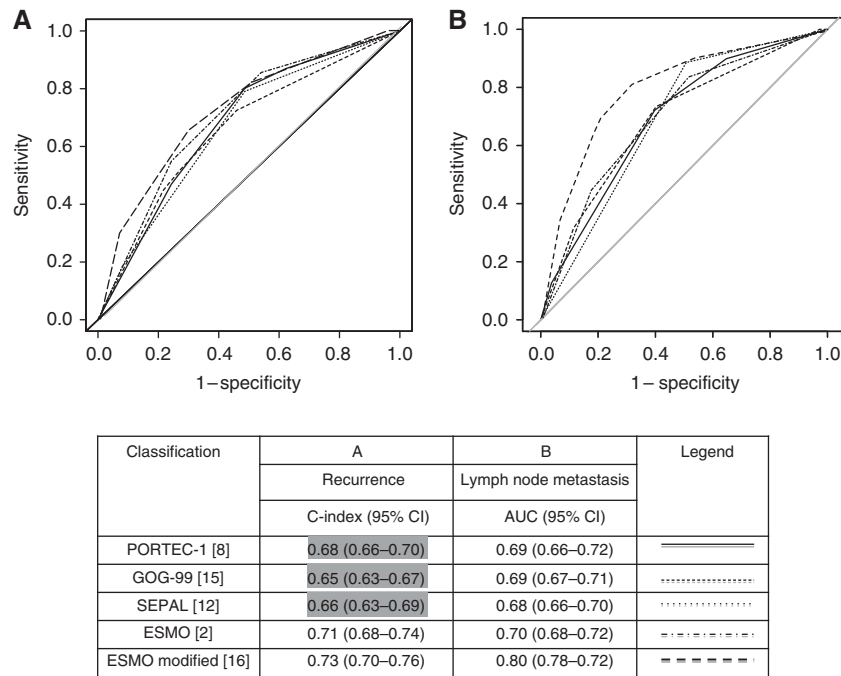 A
B
1.0
0.8
0.6
0.4
0.2
0.0
Sensitivity
0.0 0.2 0.4 0.6 0.8 1.0
1–specificity
1.0
0.8
0.6
0.4
0.2
0.0
Sensitivity
0.0 0.2 0.4 0.6 0.8 1.0
1–specificity
Classification A B Legend
Recurrence Lymph node metastasis
C-index (95% CI) AUC (95% CI)
PORTEC-1 [8] 0.68 (0.66–0.70) 0.69 (0.66–0.72)
GOG-99 [15] 0.65 (0.63–0.67) 0.69 (0.67–0.71)
SEPAL [12] 0.66 (0.63–0.69) 0.68 (0.66–0.70)
ESMO [2] 0.71 (0.68–0.74) 0.70 (0.68–0.72)
ESMO modified [16] 0.73 (0.70–0.76) 0.80 (0.78–0.72)